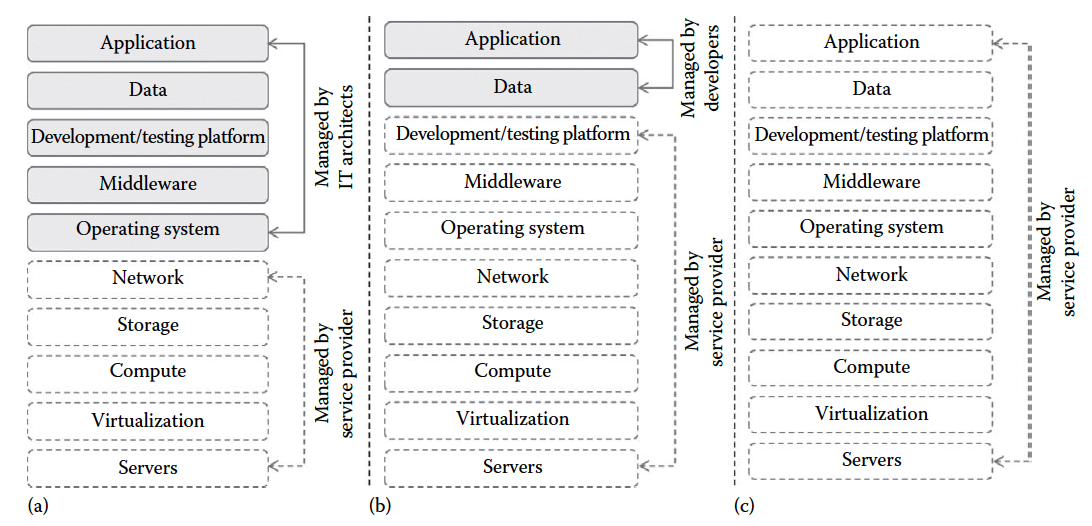 Application
Data
Development/testing platform
Middleware
Operating system
Network
Storage
Compute
Virtualization
Servers
Managed by
IT architects
Managed by
service provider
(a)
Application
Data
Development/testing platform
Middleware
Operating system
Network
Storage
Compute
Virtualization
Servers
Managed by
developers
Managed by
service provider
(b)
Application
Data
Development/testing platform
Middleware
Operating system
Network
Storage
Compute
Virtualization
Servers
Managed by
service provider
(c)